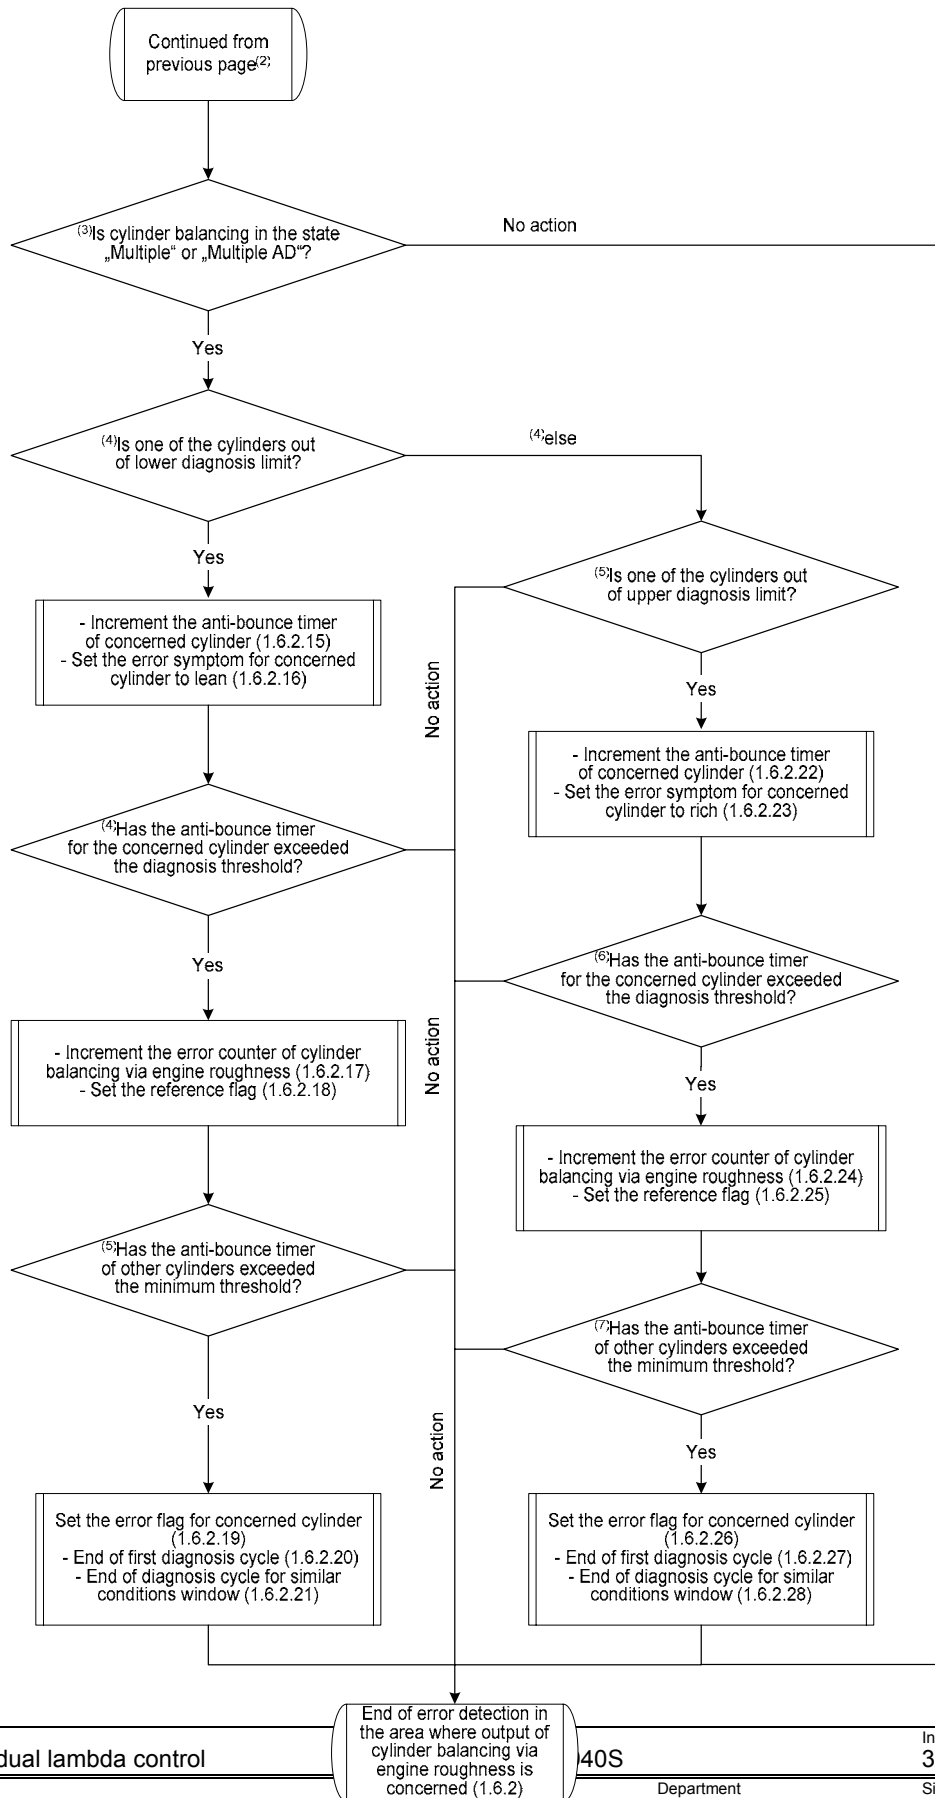 Continued from
previous page(2)
(3)Is cylinder balancing in the state
„Multiple“ or „Multiple AD“?
No action
Yes
(4)Is one of the cylinders out
of lower diagnosis limit?
(4)else
Yes
(5)Is one of the cylinders out
of upper diagnosis limit?
- Increment the anti-bounce timer
of concerned cylinder (1.6.2.15)
- Set the error symptom for concerned
cylinder to lean (1.6.2.16)
No action
Yes
- Increment the anti-bounce timer
of concerned cylinder (1.6.2.22)
- Set the error symptom for concerned
cylinder to rich (1.6.2.23)
(4)Has the anti-bounce timer
for the concerned cylinder exceeded
the diagnosis threshold?
Yes
(6)Has the anti-bounce timer
for the concerned cylinder exceeded
the diagnosis threshold?
- Increment the error counter of cylinder
balancing via engine roughness (1.6.2.17)
- Set the reference flag (1.6.2.18)
No action
Yes
- Increment the error counter of cylinder
balancing via engine roughness (1.6.2.24)
- Set the reference flag (1.6.2.25)
(5)Has the anti-bounce timer
of other cylinders exceeded
the minimum threshold?
(7)Has the anti-bounce timer
of other cylinders exceeded
the minimum threshold?
Yes
No action
Yes
Set the error flag for concerned cylinder
(1.6.2.19)
- End of first diagnosis cycle (1.6.2.20)
- End of diagnosis cycle for similar
conditions window (1.6.2.21)
Set the error flag for concerned cylinder
(1.6.2.26)
- End of first diagnosis cycle (1.6.2.27)
- End of diagnosis cycle for similar
conditions window (1.6.2.28)
End of error detection in
the area where output of
cylinder balancing via
engine roughness is
concerned (1.6.2)
dual lambda control
040S
In
3
Department
Si